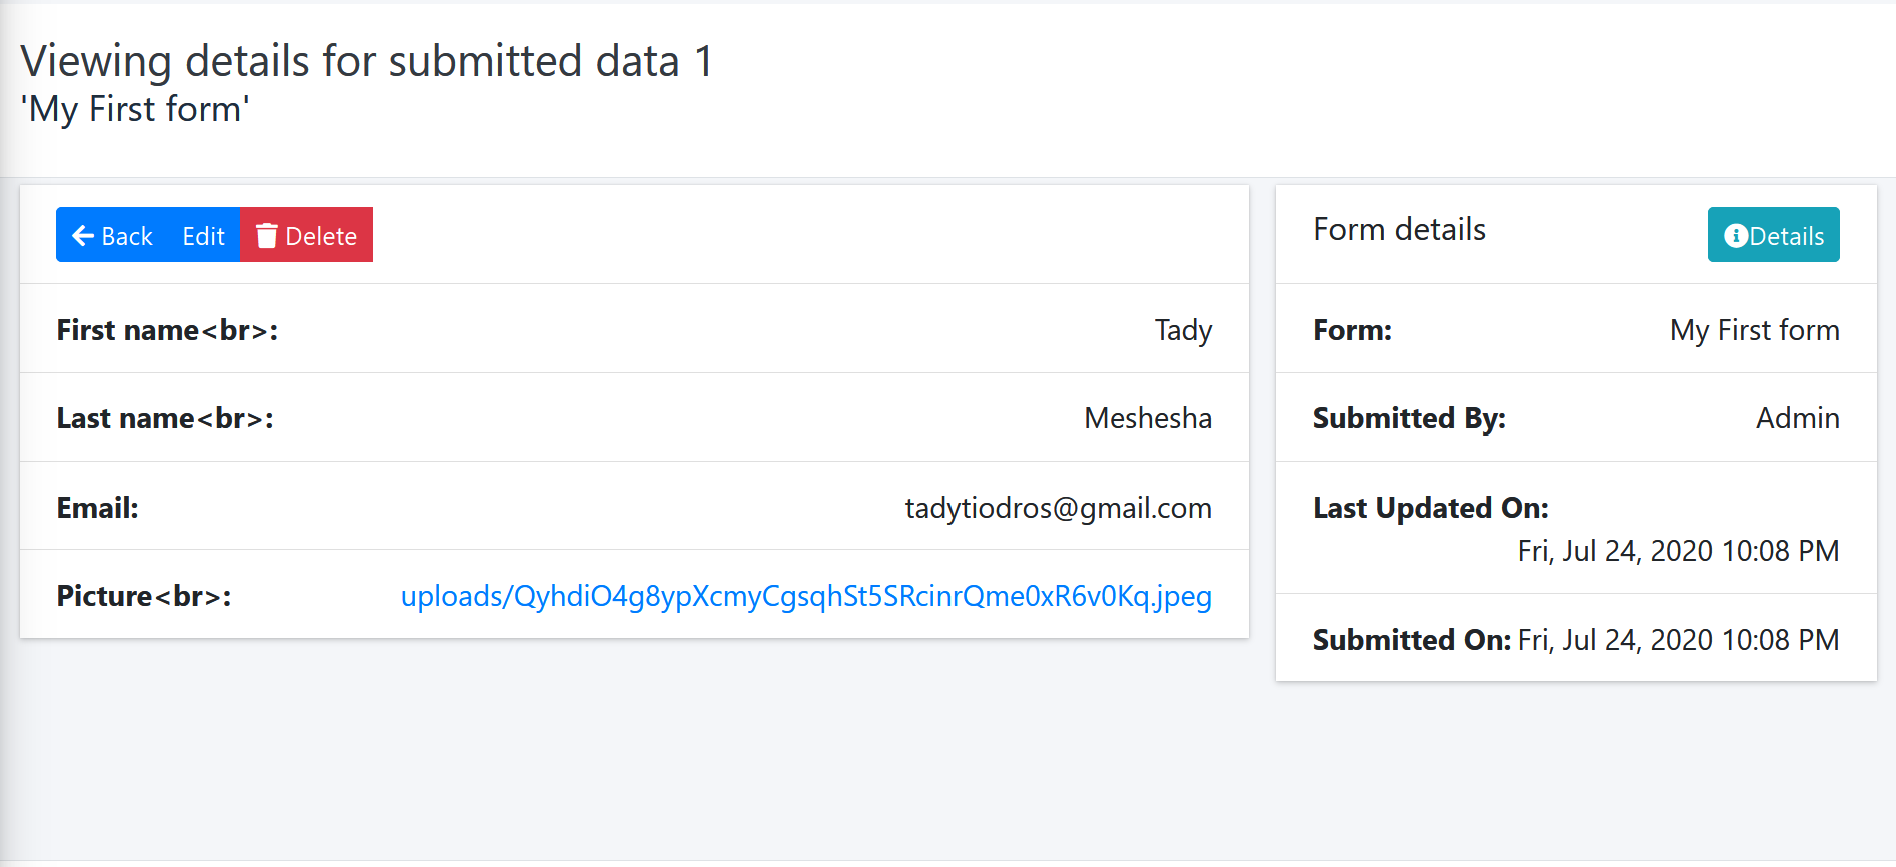 Viewing details for submitted data 1
'My First form'
Back Edit Delete
First name<br>: Tady
Last name<br>: Meshesha
Email: tadytiodros@gmail.com
Picture<br>: uploads/QyhdiO4g8ypXcmyCgsqhSt5SRcinrQme0xR6v0Kq.jpeg
Form details Details
Form: My First form
Submitted By: Admin
Last Updated On:
Fri, Jul 24, 2020 10:08 PM
Submitted On: Fri, Jul 24, 2020 10:08 PM